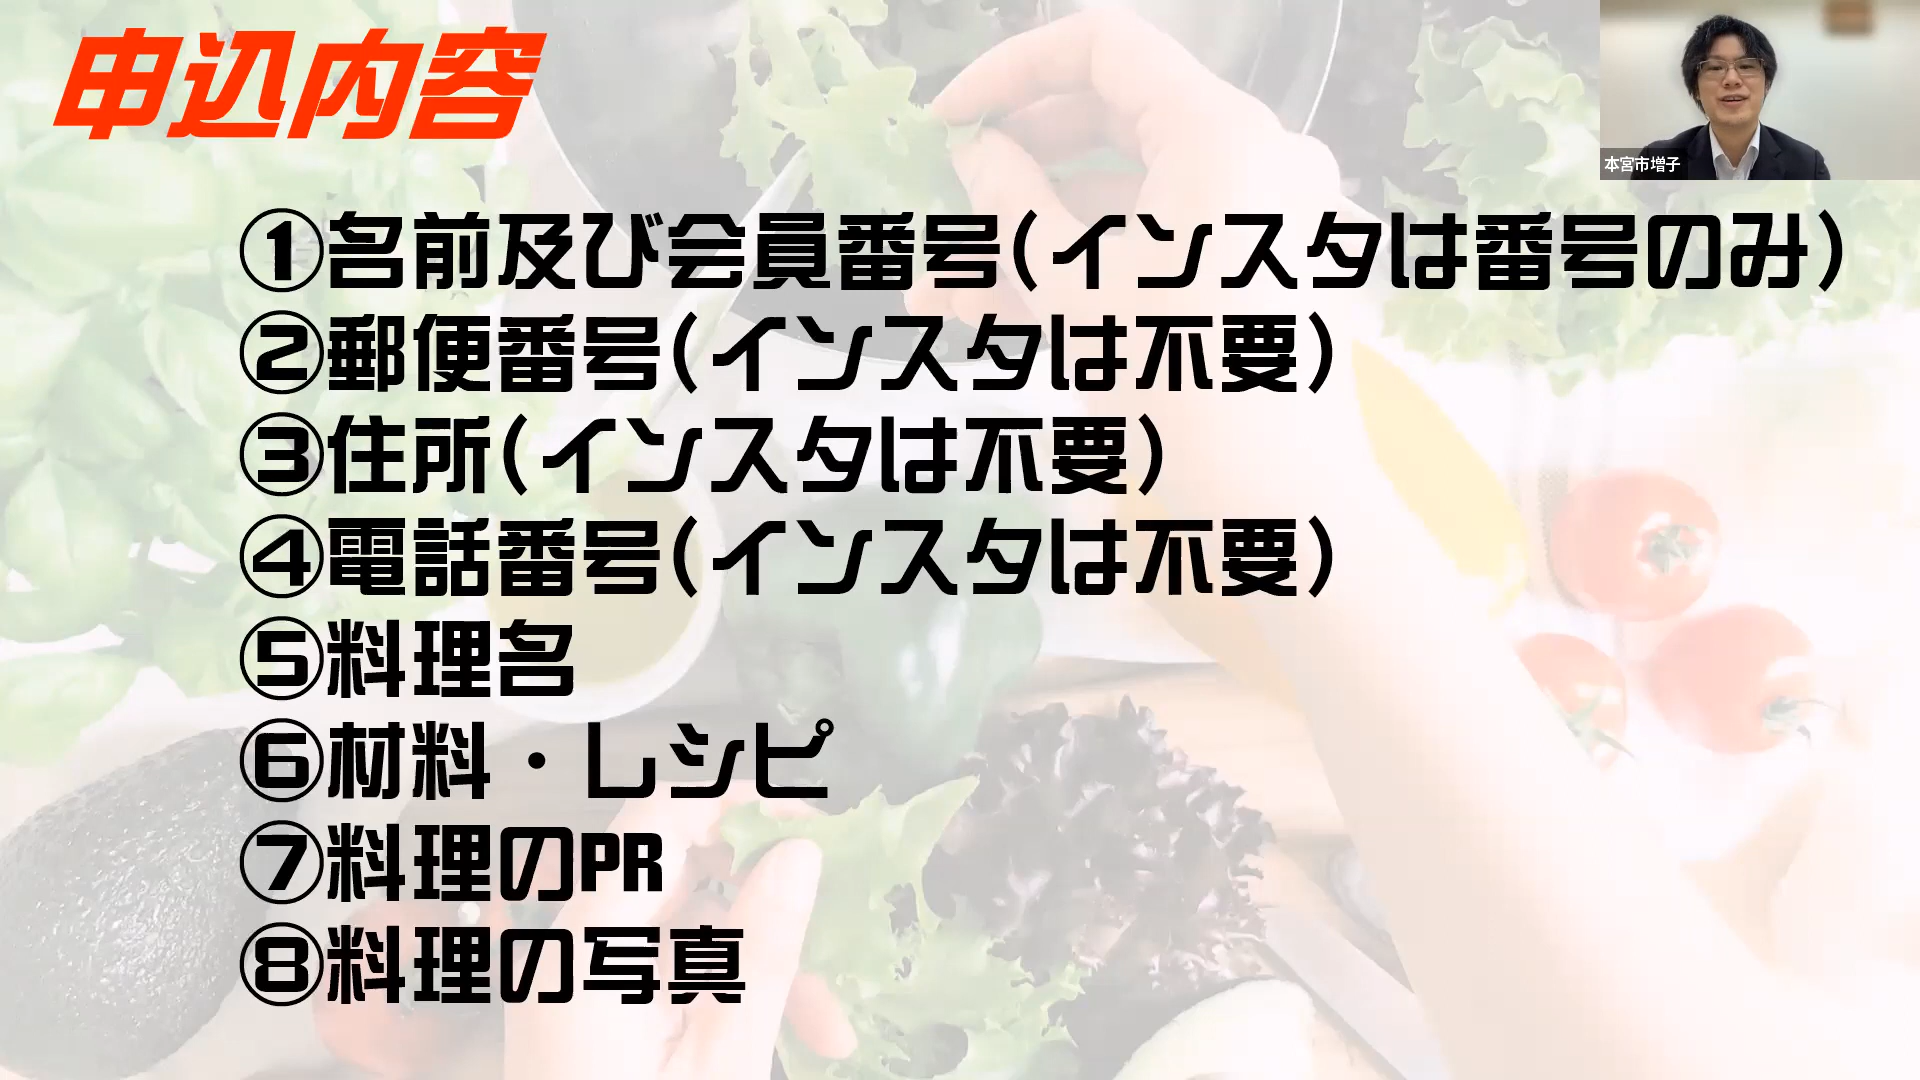 申込内容
本宮市増子
①名前及び会員番号(インスタは番号のみ)
②郵便番号(インスタは不要)
③住所(インスタは不要)
④電話番号(インスタは不要)
⑤料理名
⑥材料・レシピ
⑦料理のPR
⑧料理の写真